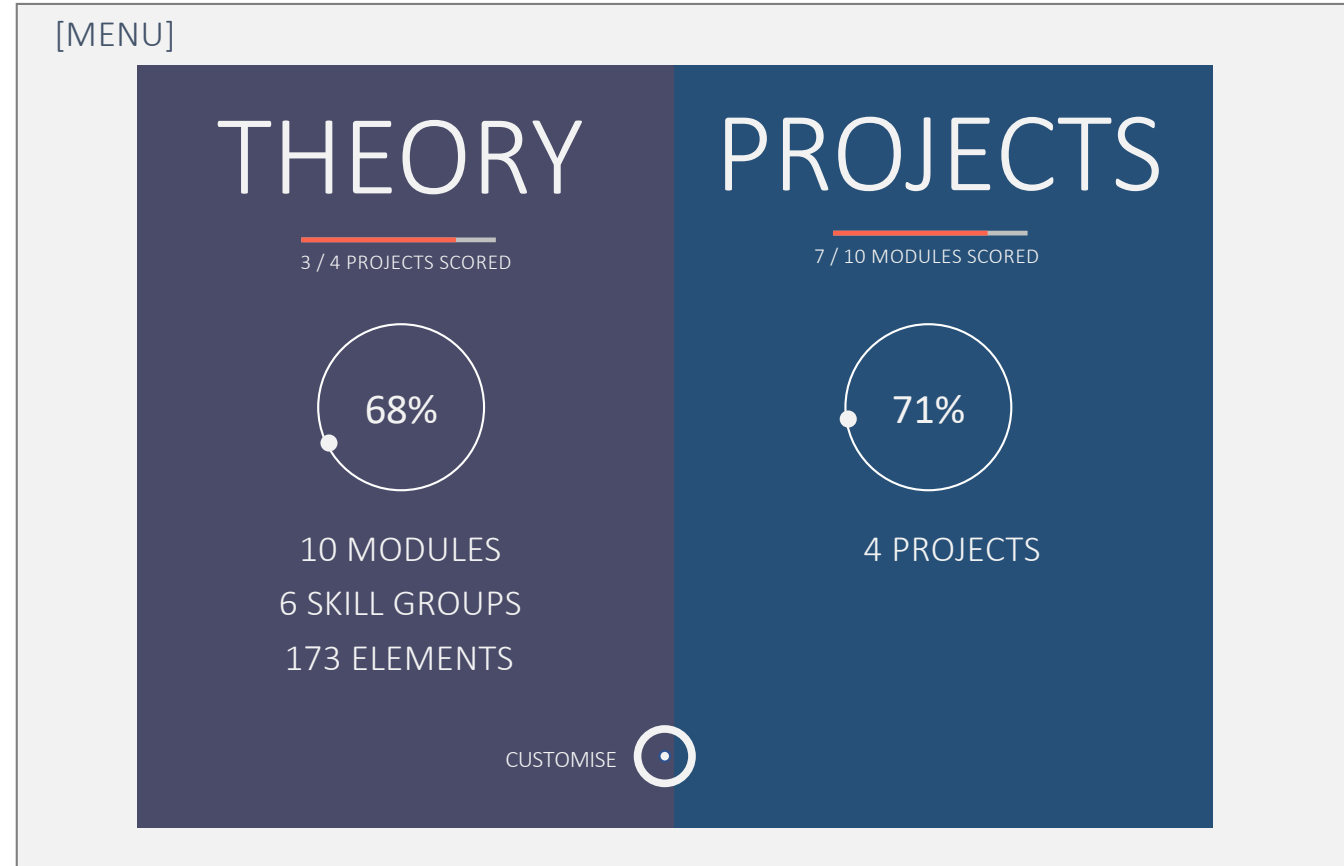 [MENU]
THEORY
3 / 4 PROJECTS SCORED
68%
10 MODULES
6 SKILL GROUPS
173 ELEMENTS
PROJECTS
7 / 10 MODULES SCORED
71%
4 PROJECTS
CUSTOMISE